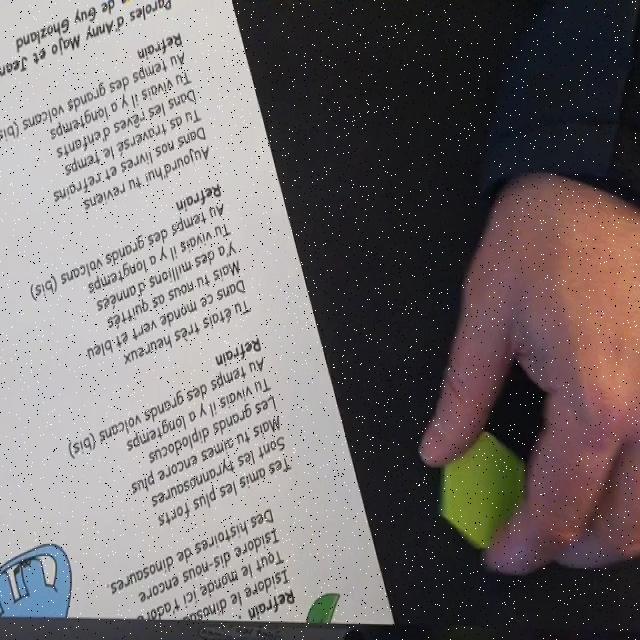 Refrain
Isidore le
Tout le monde ici
Isidore dis-nous encore
Des histoires de dinosaures
Tes amis les plus forts
Sont les tyrannosaures
Mais tu aimes encore plus
Les grands diplodocus
Tu vivais il y a longtemps
Au temps des grands volcans (bis)
Refrain
Tu étais très heureux
Dans ce monde vert et bleu
Mais tu nous as quittés
Y'a des millions d'années
Tu vivais il y a longtemps
Au temps des grands volcans (bis)
Refrain
Aujourd'hui tu reviens
Dans nos livres et refrains
Tu as traversé le temps
Dans les rêves d'enfants
Tu vivais il y a longtemps
Au temps des grands volcans (bis)
Refrain
Paroles d'Anny Majo et Jean
de Guy Ghozland